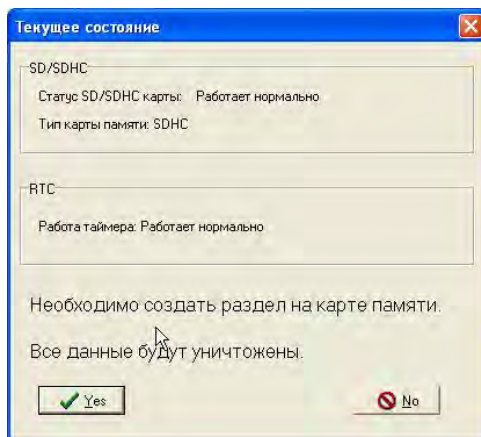 Текущее состояние
SD/SDHC
Статус SD/SDHC карты: Работает нормально
Тип карты памяти: SDHC
RTC
Работа таймера: Работает нормально
Необходимо создать раздел на карте памяти.
Все данные будут уничтожены.
Yes No